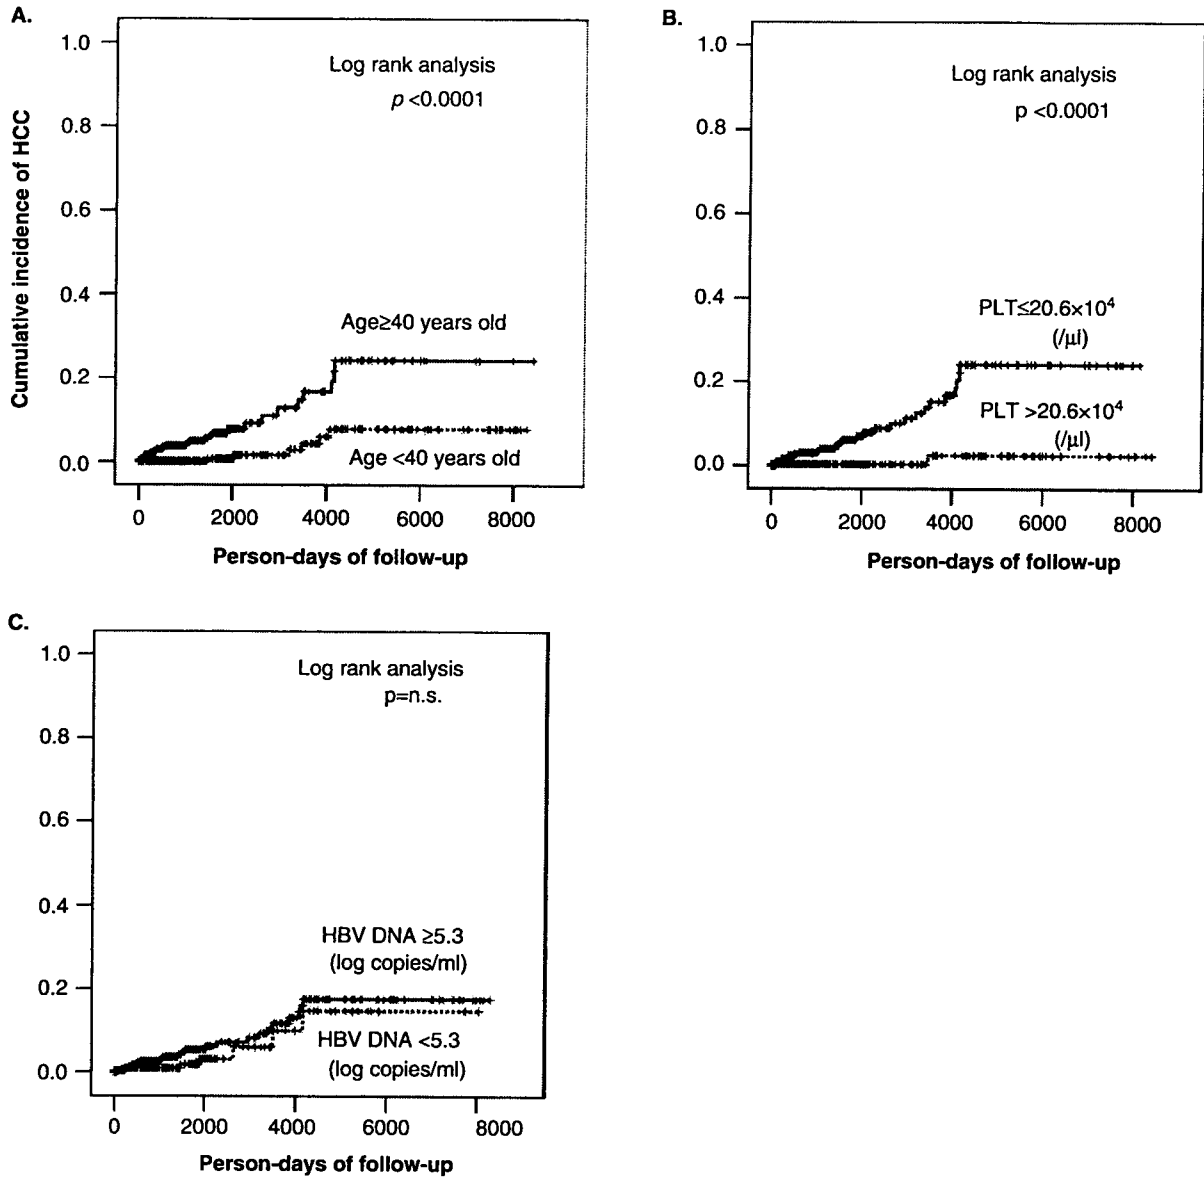 A.
Log rank analysis
p <0.0001
Cumulative incidence of HCC
1.0
0.8
0.6
0.4
0.2
0.0
Age≥40 years old
Age <40 years old
0 2000 4000 6000 8000
Person-days of follow-up
B.
Log rank analysis
p <0.0001
1.0
0.8
0.6
0.4
0.2
0.0
PLT≤20.6×10⁴
(/μl)
PLT >20.6×10⁴
(/μl)
0 2000 4000 6000 8000
Person-days of follow-up
C.
Log rank analysis
p=n.s.
1.0
0.8
0.6
0.4
0.2
0.0
HBV DNA ≥5.3
(log copies/ml)
HBV DNA <5.3
(log copies/ml)
0 2000 4000 6000 8000
Person-days of follow-up